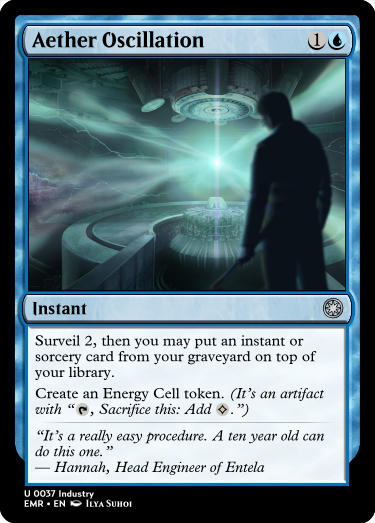 Aether Oscillation 1
Instant
Surveil 2, then you may put an instant or
sorcery card from your graveyard on top of
your library.
Create an Energy Cell token. (It's an artifact
with “, Sacrifice this: Add .”)
“It's a really easy procedure. A ten year old can
do this one.”
— Hannah, Head Engineer of Entela
U 0037 Industry
EMR • EN Ilya Suhoi